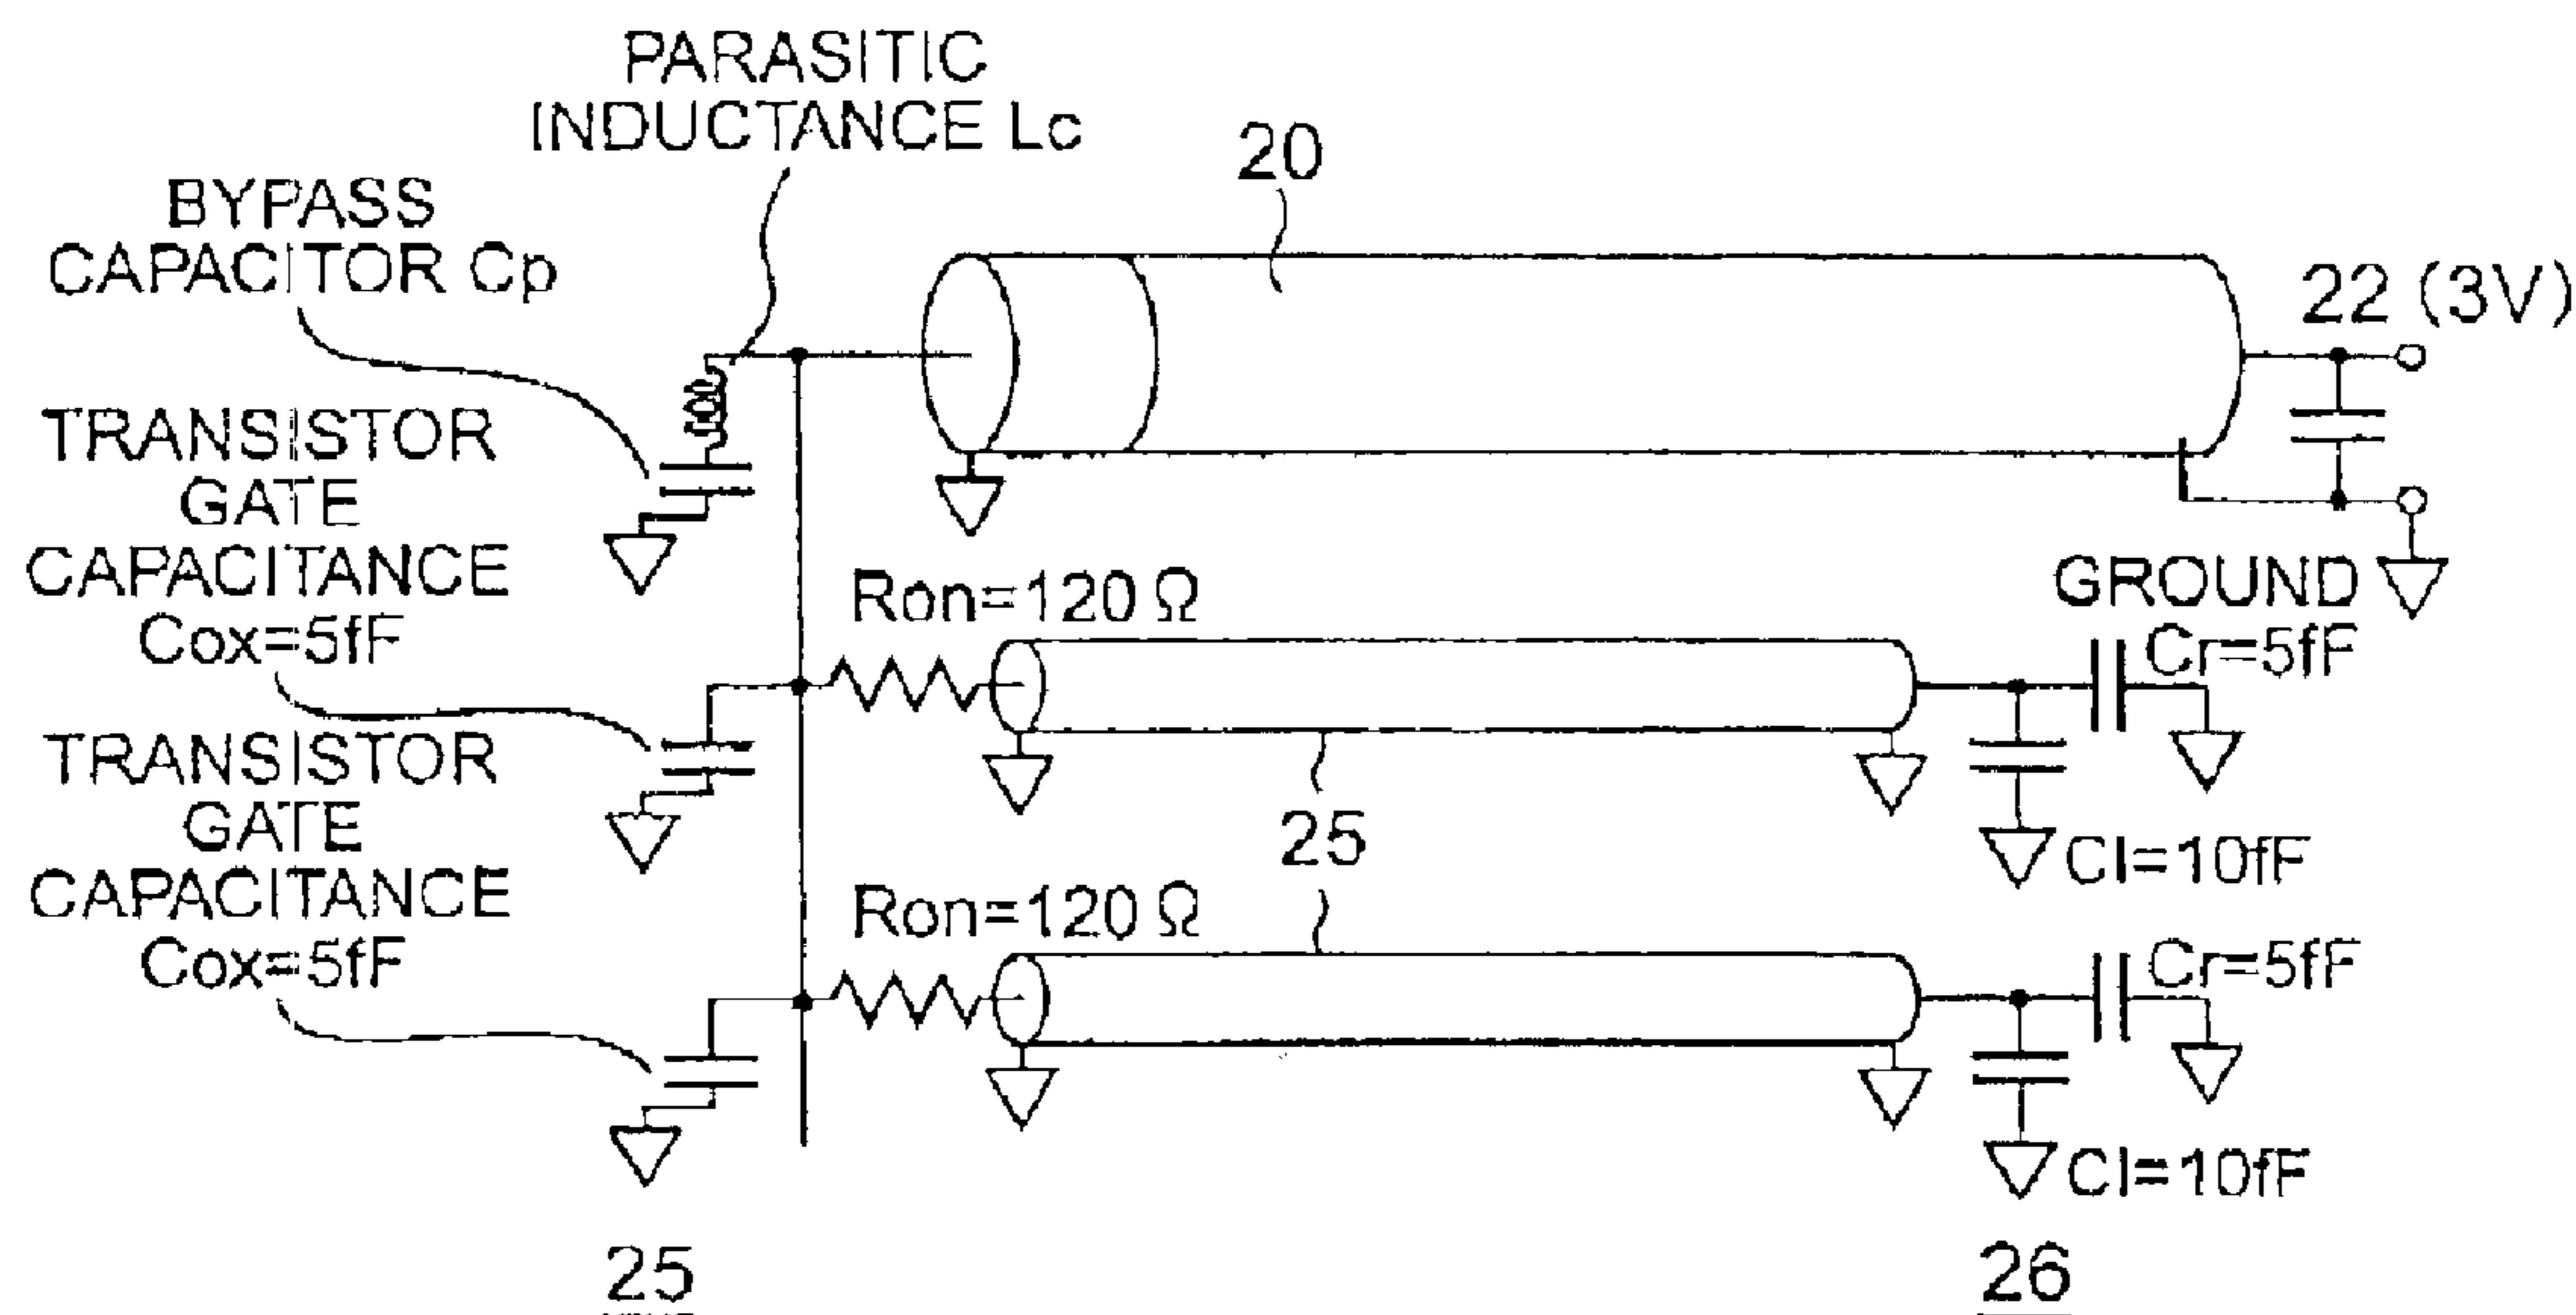 PARASITIC
INDUCTANCE Lc
20
BYPASS
CAPACITOR Cp
22 (3V)
TRANSISTOR
GATE
CAPACITANCE
Cox=5fF
Ron=120 Ω
GROUND
Cr=5fF
TRANSISTOR
GATE
CAPACITANCE
Cox=5fF
25
Cl=10fF
Ron=120 Ω
Cr=5fF
Cl=10fF
25
26